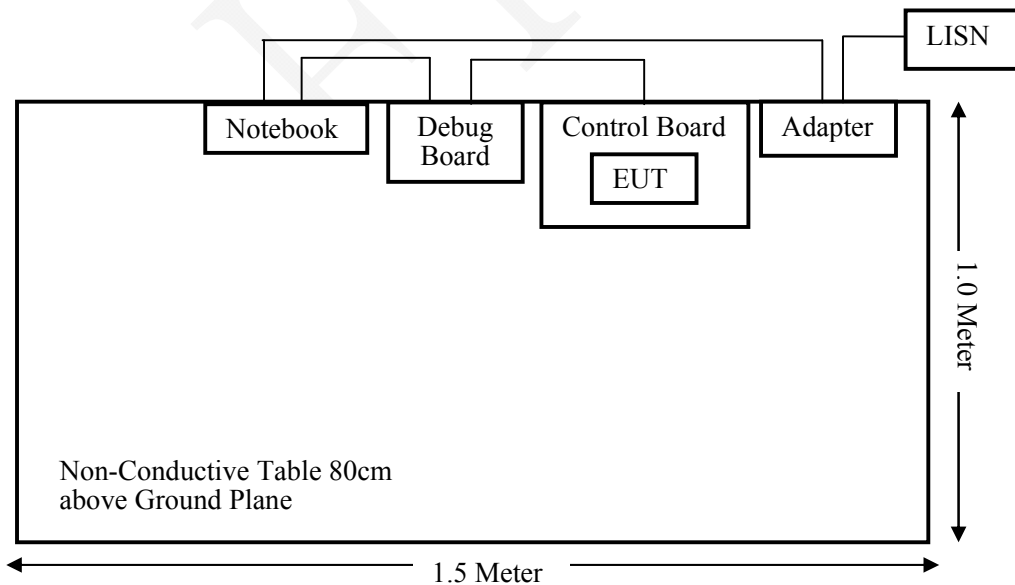 LISN
Notebook
Debug
Board
Control Board
EUT
Adapter
1.0 Meter
Non-Conductive Table 80cm
above Ground Plane
1.5 Meter